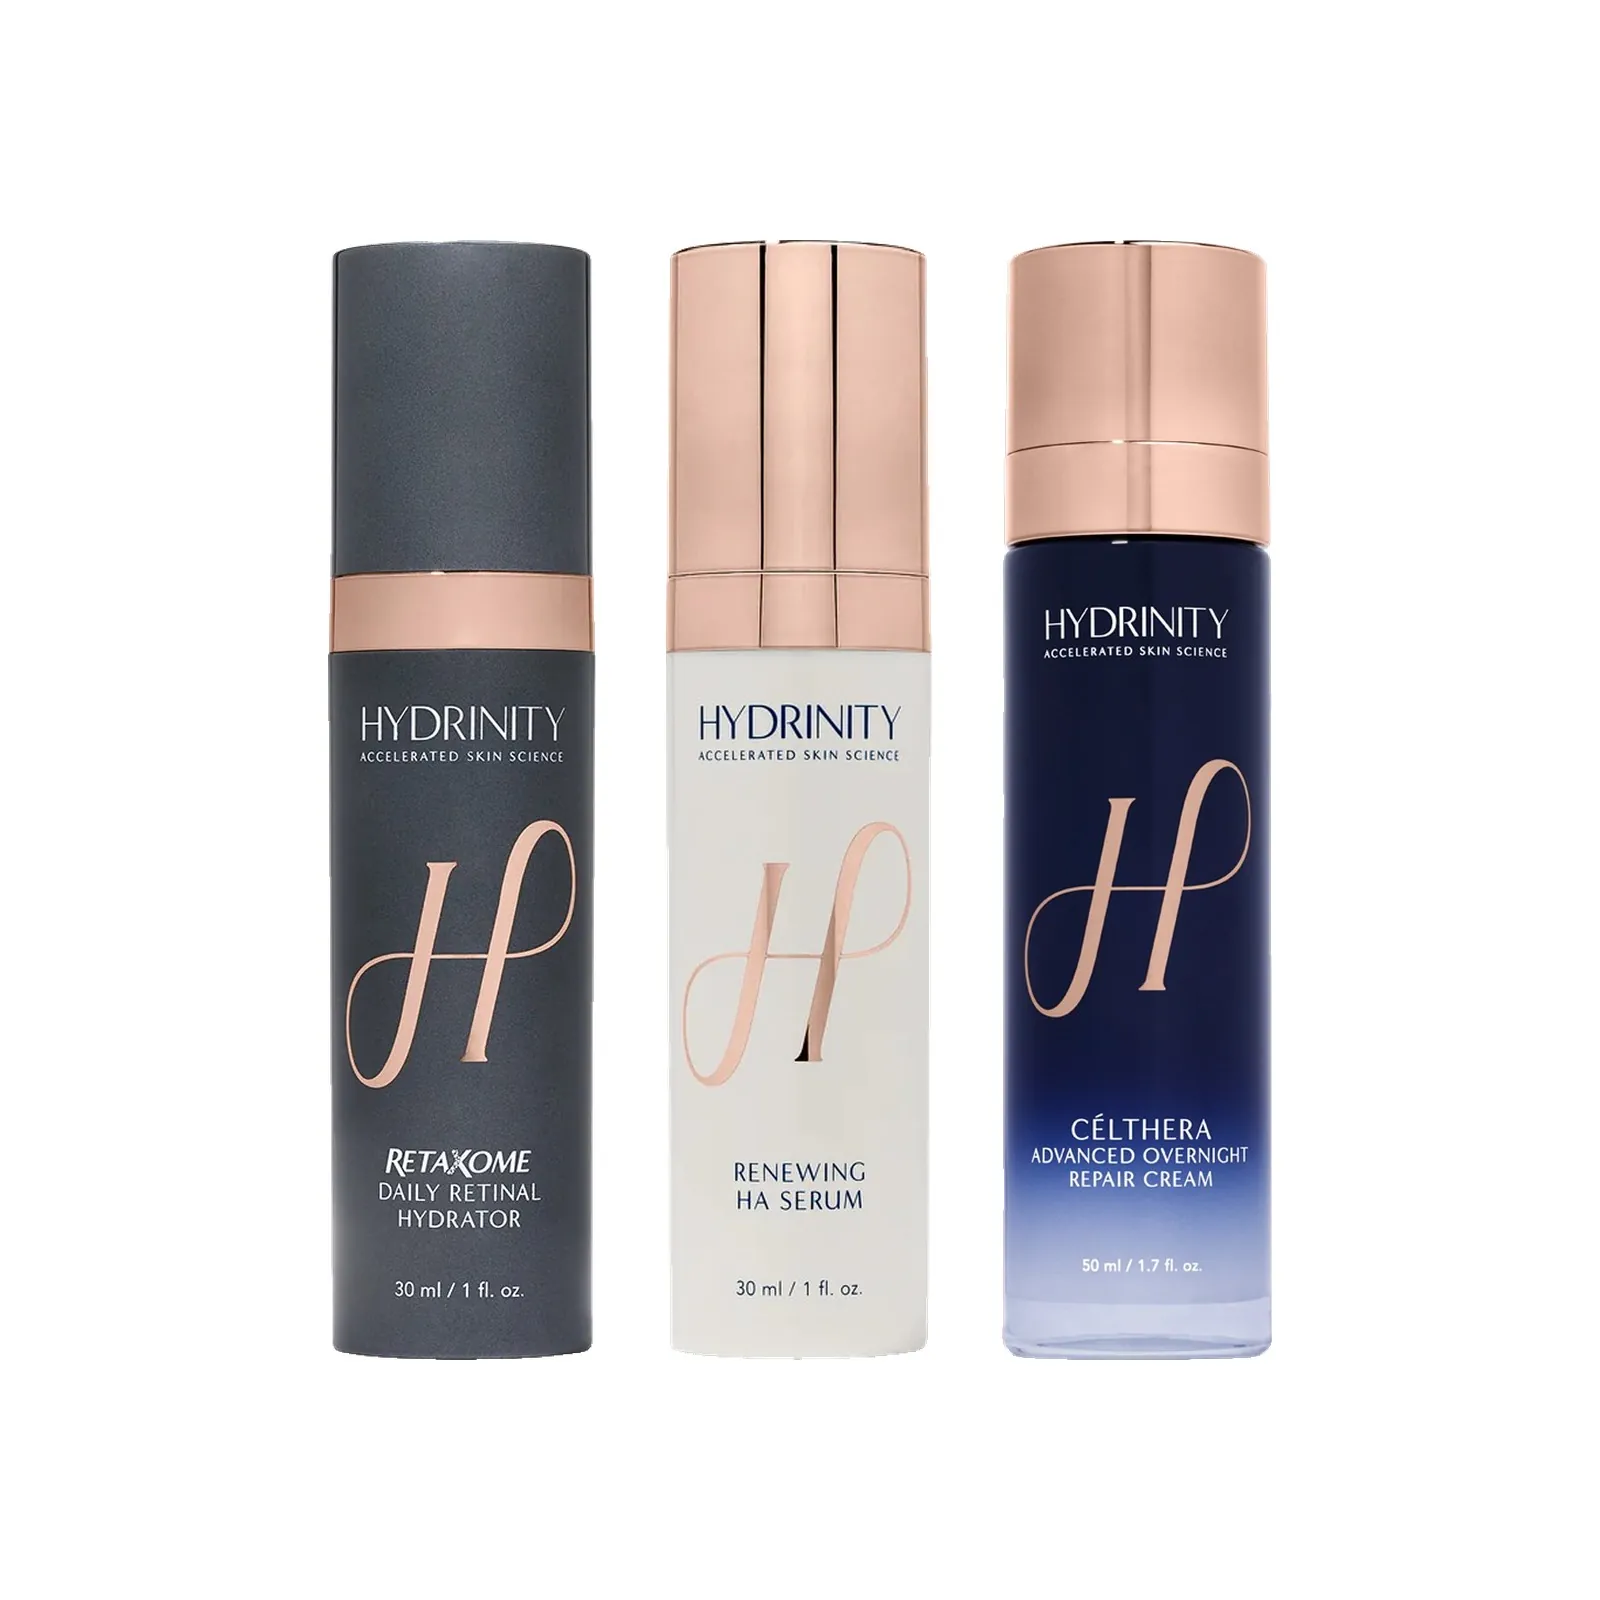 HYDRINITY
ACCELERATED SKIN SCIENCE
H
RETAXOME
DAILY RETINAL
HYDRATOR
30 ml / 1 fl. oz.
HYDRINITY
ACCELERATED SKIN SCIENCE
H
RENEWING
HA SERUM
30 ml / 1 fl. oz.
HYDRINITY
ACCELERATED SKIN SCIENCE
H
CÉLTHERA
ADVANCED OVERNIGHT
REPAIR CREAM
50 ml / 1.7 fl. oz.